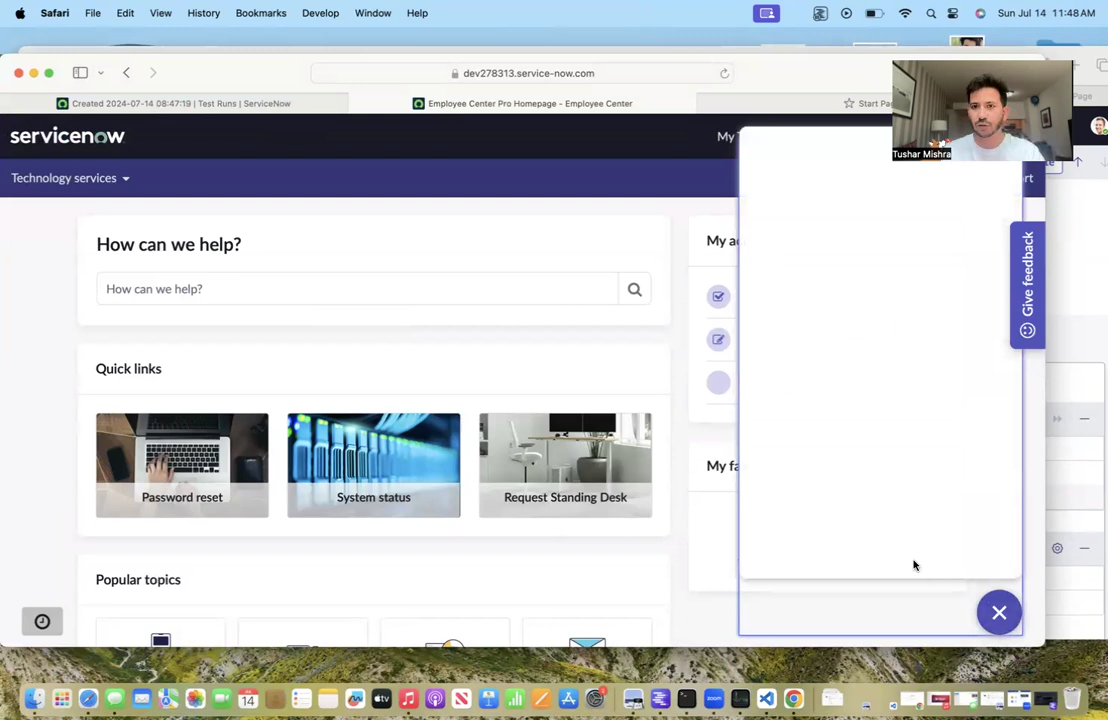 Safari File Edit View History Bookmarks Develop Window Help Sun Jul 14 11:48 AM
dev278313.service-now.com
Created 2024-07-14 08:47:19 | Test Runs | ServiceNow Employee Center Pro Homepage - Employee Center Start Pa Page
servicenow My
Tushar Mishra
Technology services rt
How can we help? My a
How can we help?
Give feedback
Quick links
Password reset System status Request Standing Desk
My fa
Popular topics
JUL
14